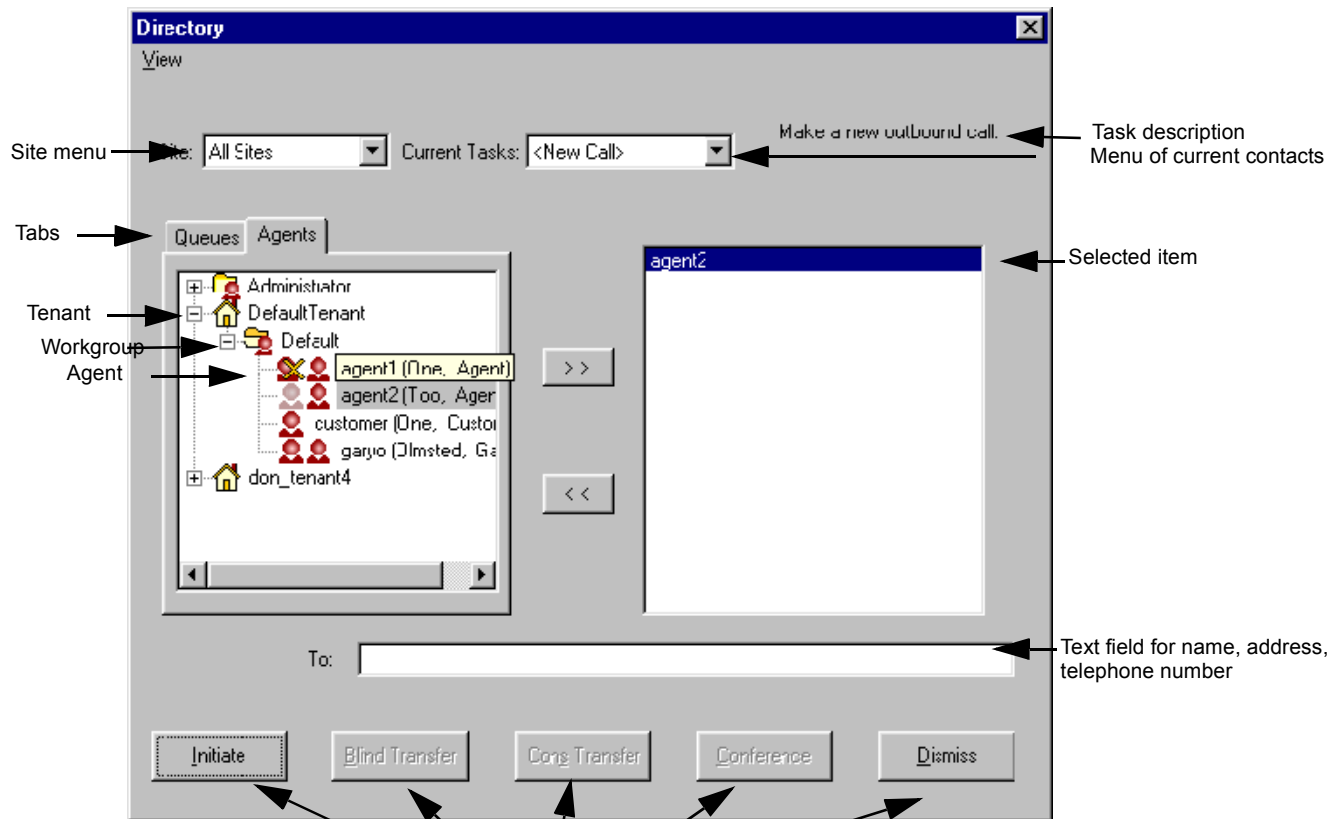 Directory
View
Site menu
Site: All Sites Current Tasks: <New Call>
Make a new outbound call.
Task description
Menu of current contacts
Tabs
Queues Agents
Tenant
Workgroup
Agent
Administrator
DefaultTenant
Default
agent1 (One, Agent)
agent2 (Too, Agen
customer (One, Custor
garyo (Olmsted, Ga
don_tenant4
>>
<<
agent2
Selected item
To:
Text field for name, address,
telephone number
Initiate Blind Transfer Cons Transfer Conference Dismiss